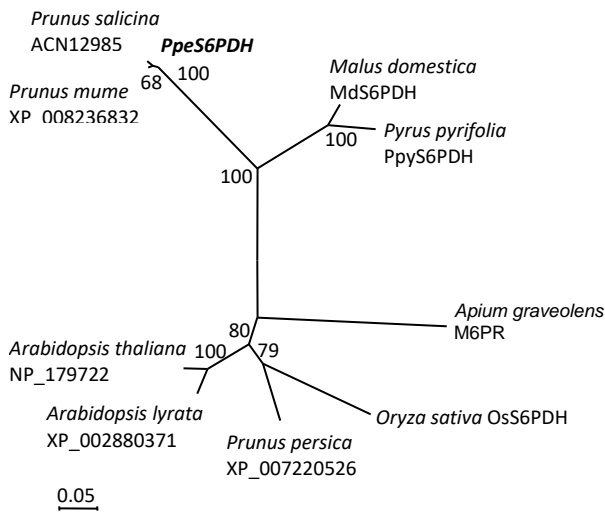 Prunus salicina
ACN12985
PpeS6PDH
68
100
Prunus mume
XP_008236832
Malus domestica
MdS6PDH
100
Pyrus pyrifolia
PpyS6PDH
100
Apium graveolens
M6PR
80
Arabidopsis thaliana
NP_179722
100
79
Arabidopsis lyrata
XP_002880371
Oryza sativa OsS6PDH
Prunus persica
XP_007220526
0.05